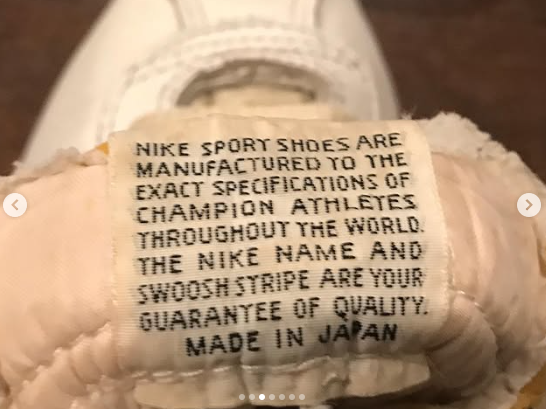 NIKE SPORT SHOES ARE
MANUFACTURED TO THE
EXACT SPECIFICATIONS OF
CHAMPION ATHLETES
THROUGHOUT THE WORLD.
THE NIKE NAME AND
SWOOSH STRIPE ARE YOUR
GUARANTEE OF QUALITY.
MADE IN JAPAN